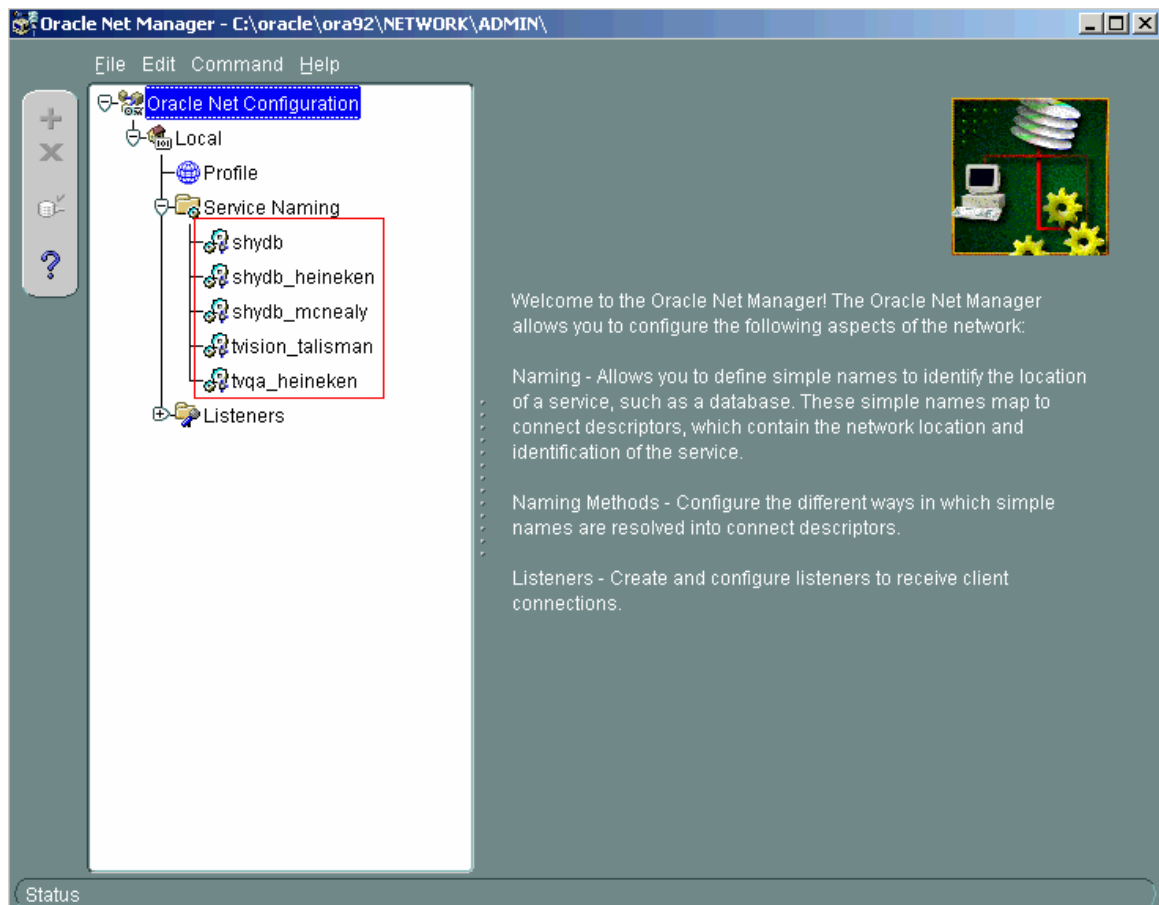 Oracle Net Manager - C:\oracle\ora92\NETWORK\ADMIN\
File Edit Command Help
Oracle Net Configuration
Local
Profile
Service Naming
shydb
shydb_heineken
shydb_mcnealy
tvision_talisman
tvqa_heineken
Listeners
Welcome to the Oracle Net Manager! The Oracle Net Manager
allows you to configure the following aspects of the network:
Naming - Allows you to define simple names to identify the location
of a service, such as a database. These simple names map to
connect descriptors, which contain the network location and
identification of the service.
Naming Methods - Configure the different ways in which simple
names are resolved into connect descriptors.
Listeners - Create and configure listeners to receive client
connections.
Status